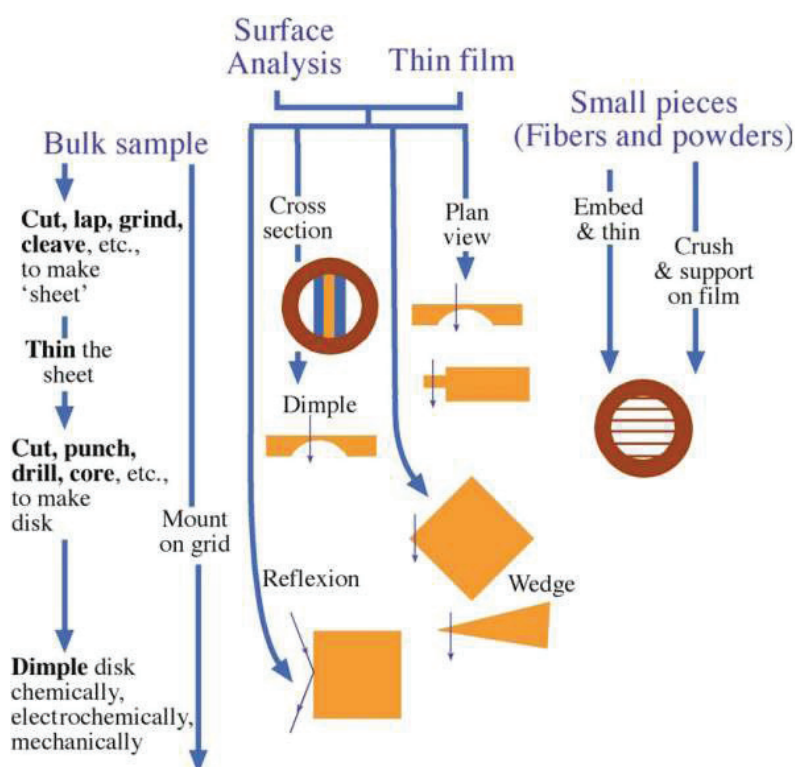 Surface
Analysis
Thin film
Small pieces
(Fibers and powders)
Bulk sample
Cut, lap, grind,
cleave, etc.,
to make
‘sheet’
Thin the
sheet
Cut, punch,
drill, core, etc.,
to make
disk
Dimple disk
chemically,
electrochemically,
mechanically
Mount
on grid
Cross
section
Dimple
Plan
view
Reflexion
Wedge
Embed
& thin
Crush
& support
on film